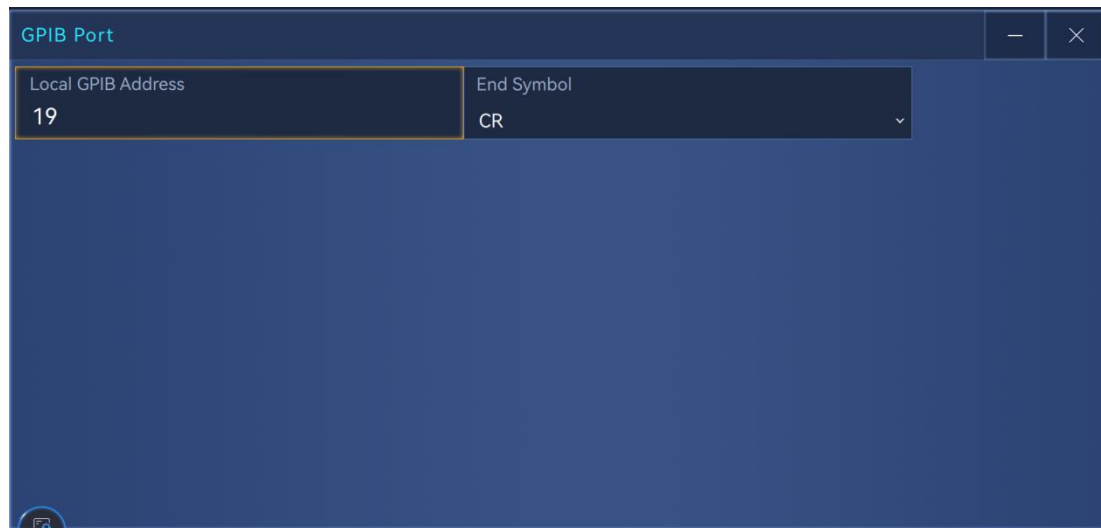 GPIB Port
Local GPIB Address
19
End Symbol
CR